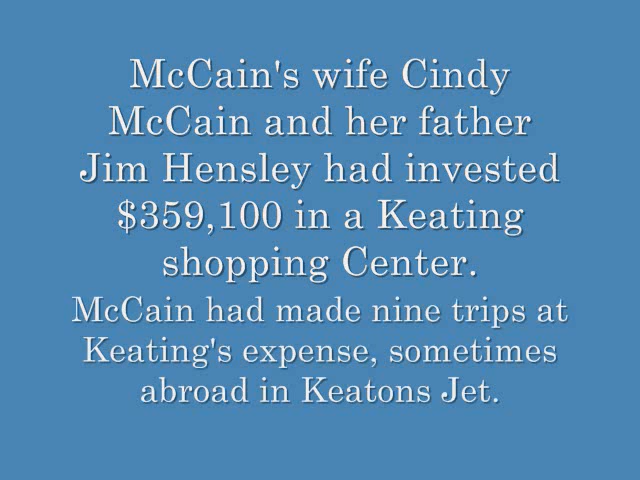 McCain's wife Cindy
McCain and her father
Jim Hensley had invested
$359,100 in a Keating
shopping Center.
McCain had made nine trips at
Keating's expense, sometimes
abroad in Keatons Jet.